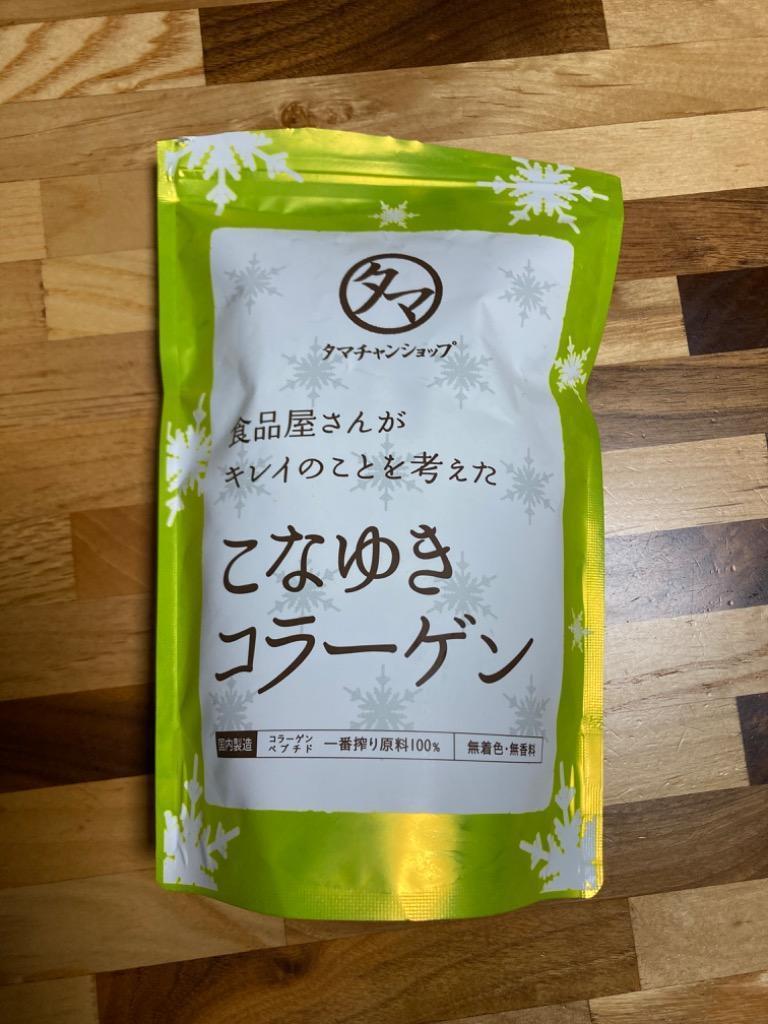 タマ
タマチャンショップ
食品屋さんが
キレイのことを考えた
こなゆき
コラーゲン
国内製造 コラーゲンペプチド 一番搾り原料100% 無着色・無香料